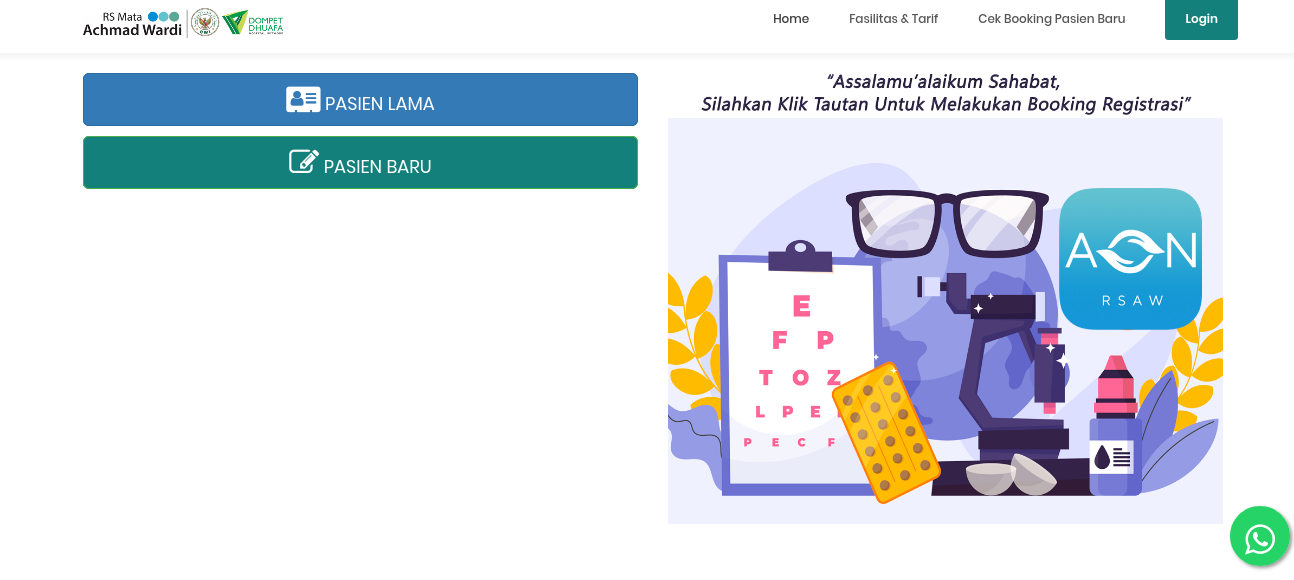 RS Mata
Achmad Wardi
BWI
DOMPET
DHUAFA
Home
Fasilitas & Tarif
Cek Booking Pasien Baru
Login
PASIEN LAMA
PASIEN BARU
“Assalamu’alaikum Sahabat,
Silahkan Klik Tautan Untuk Melakukan Booking Registrasi”
E
F P
T O Z
L P E
P E C F
A N
RSAW